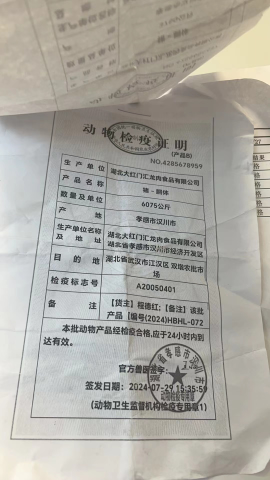 动物检疫证明
(产品B)
NO.4285678959
生产单位 湖北大红门汇龙肉食品有限公司
产品名称 猪－胴体
数量及单位 6075公斤
产地 孝感市汉川市
生产单位名称及地址 湖北大红门汇龙肉食品有限公司
湖北省孝感市汉川市经济开发区
目的地 湖北省武汉市江汉区 双墩农批市
场
检疫标志号 A20050401
备注 【货主】程德红;【备注】该批
产品【编号(2024)HBHL-072
本批动物产品经检疫合格,应于24小时内到
达有效。
官方兽医签字:
签发日期: 2024-07-29 15:35:59
(动物卫生监督机构检疫专用章1)